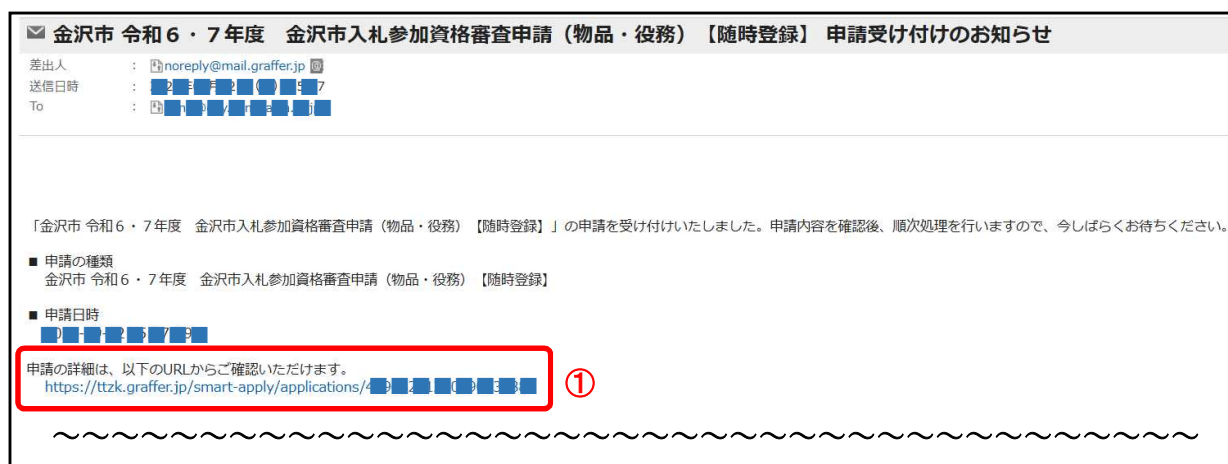 金沢市 令和6・7年度　金沢市入札参加資格審査申請（物品・役務）【随時登録】 申請受け付けのお知らせ
差出人 : noreply@mail.graffer.jp
送信日時 :
To :
「金沢市 令和6・7年度　金沢市入札参加資格審査申請（物品・役務）【随時登録】」の申請を受け付けいたしました。申請内容を確認後、順次処理を行いますので、今しばらくお待ちください。
■ 申請の種類
金沢市 令和6・7年度　金沢市入札参加資格審査申請（物品・役務）【随時登録】
■ 申請日時
申請の詳細は、以下のURLからご確認いただけます。
https://ttzk.graffer.jp/smart-apply/applications/
①